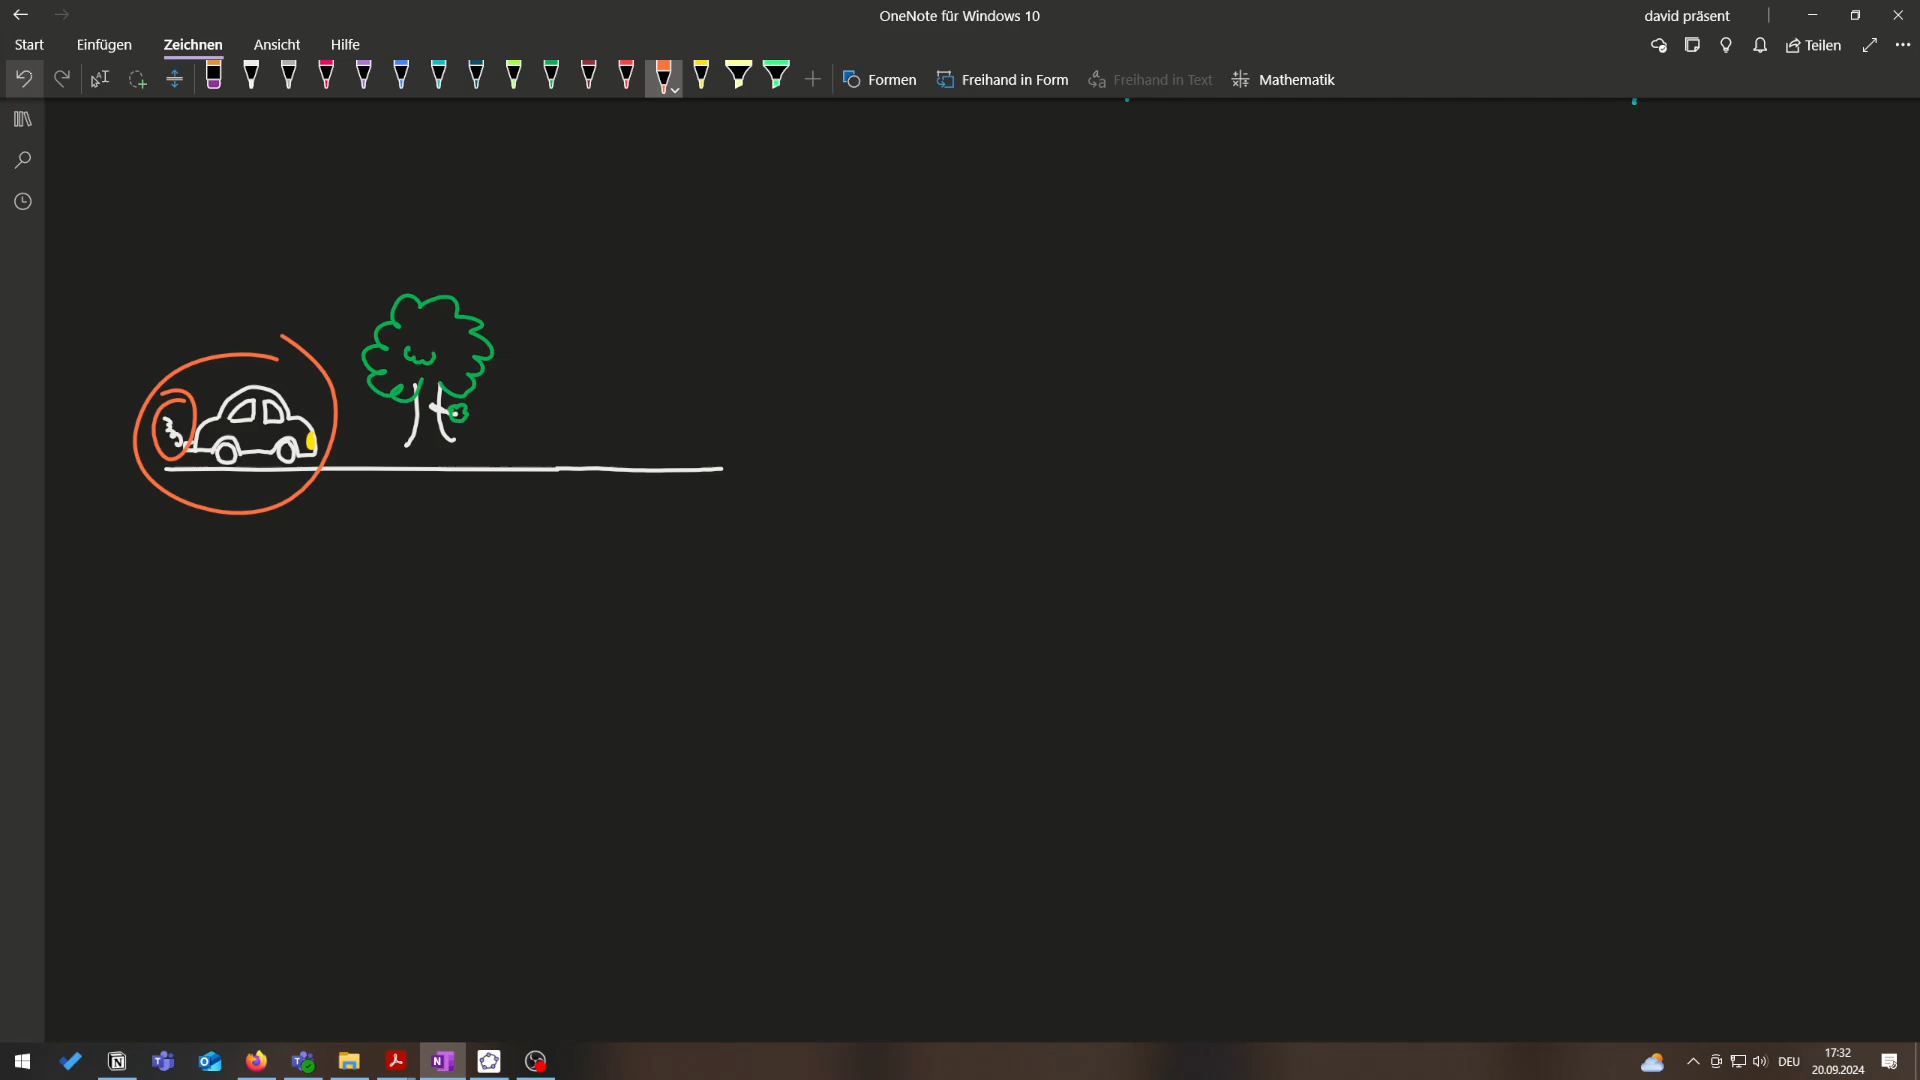 OneNote für Windows 10
david präsent
Start Einfügen Zeichnen Ansicht Hilfe
Teilen
Formen Freihand in Form Freihand in Text Mathematik
DEU
17:32
20.09.2024